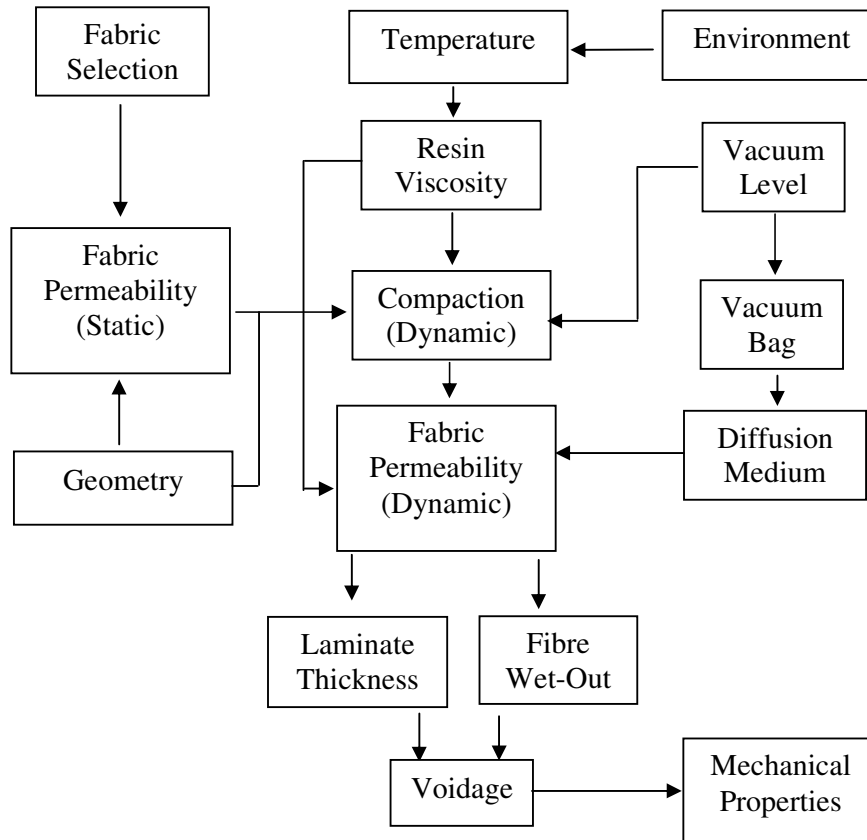 Fabric
Selection
Temperature
Environment
Resin
Viscosity
Vacuum
Level
Fabric
Permeability
(Static)
Compaction
(Dynamic)
Vacuum
Bag
Geometry
Fabric
Permeability
(Dynamic)
Diffusion
Medium
Laminate
Thickness
Fibre
Wet-Out
Voidage
Mechanical
Properties